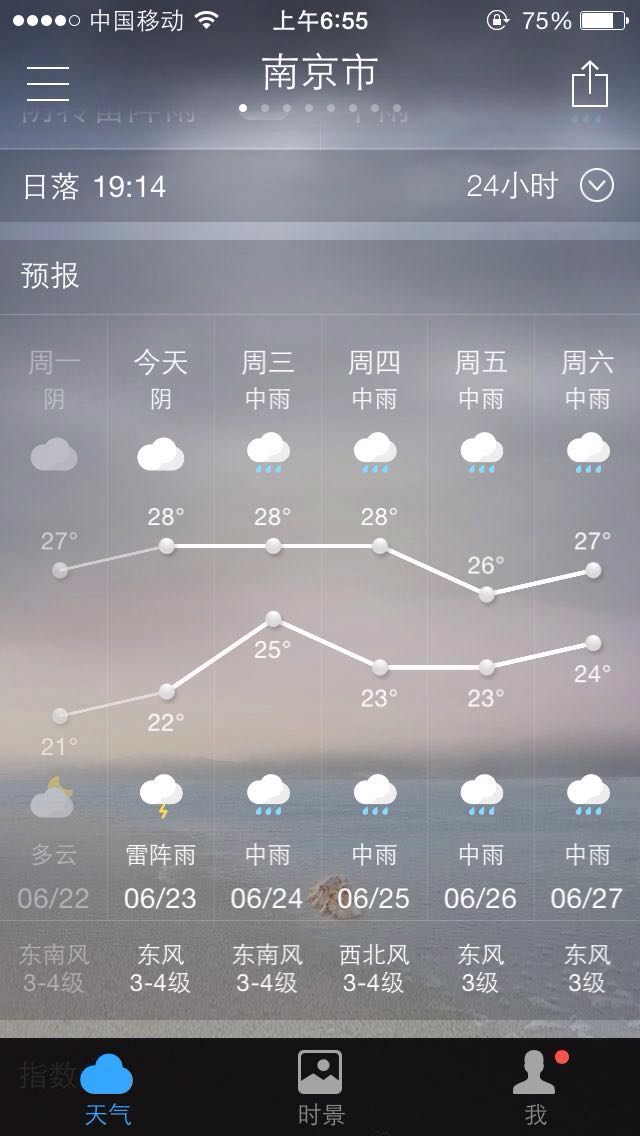 中国移动 上午6:55 75%
南京市
阴转雷阵雨 中雨
日落 19:14 24小时
预报
周一 今天 周三 周四 周五 周六
阴 阴 中雨 中雨 中雨 中雨
28° 28° 28°
27° 26° 27°
25°
22° 23° 23° 24°
21°
多云 雷阵雨 中雨 中雨 中雨 中雨
06/22 06/23 06/24 06/25 06/26 06/27
东南风 东风 东南风 西北风 东风 东风
3-4级 3-4级 3-4级 3-4级 3级 3级
指数
天气 时景 我